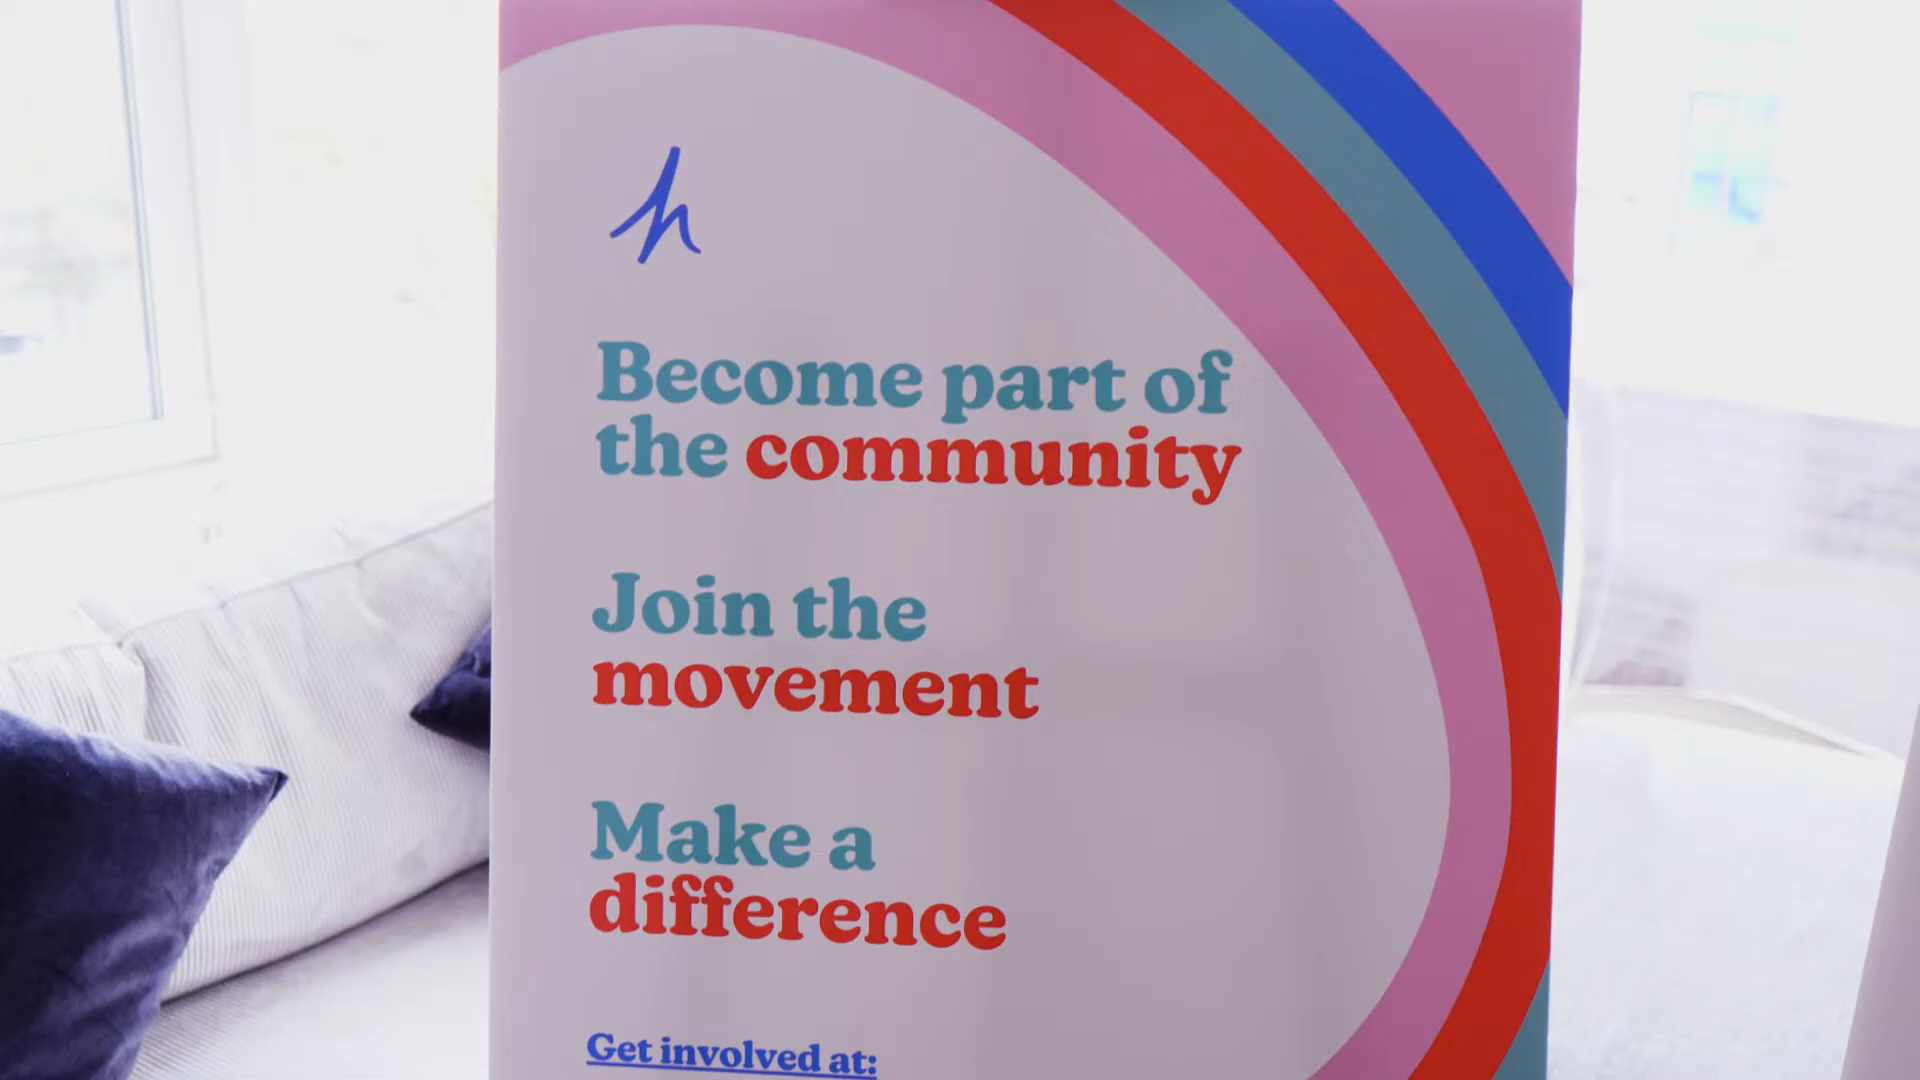 h
Become part of
the community
Join the
movement
Make a
difference
Get involved at: